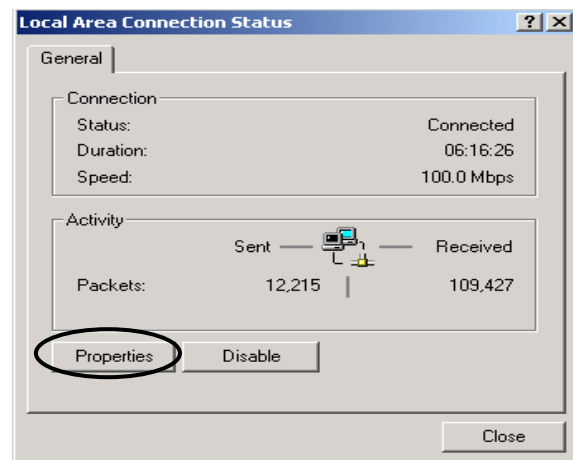 Local Area Connection Status
General
Connection
Status: Connected
Duration: 06:16:26
Speed: 100.0 Mbps
Activity
Sent Received
Packets: 12,215 109,427
Properties Disable
Close